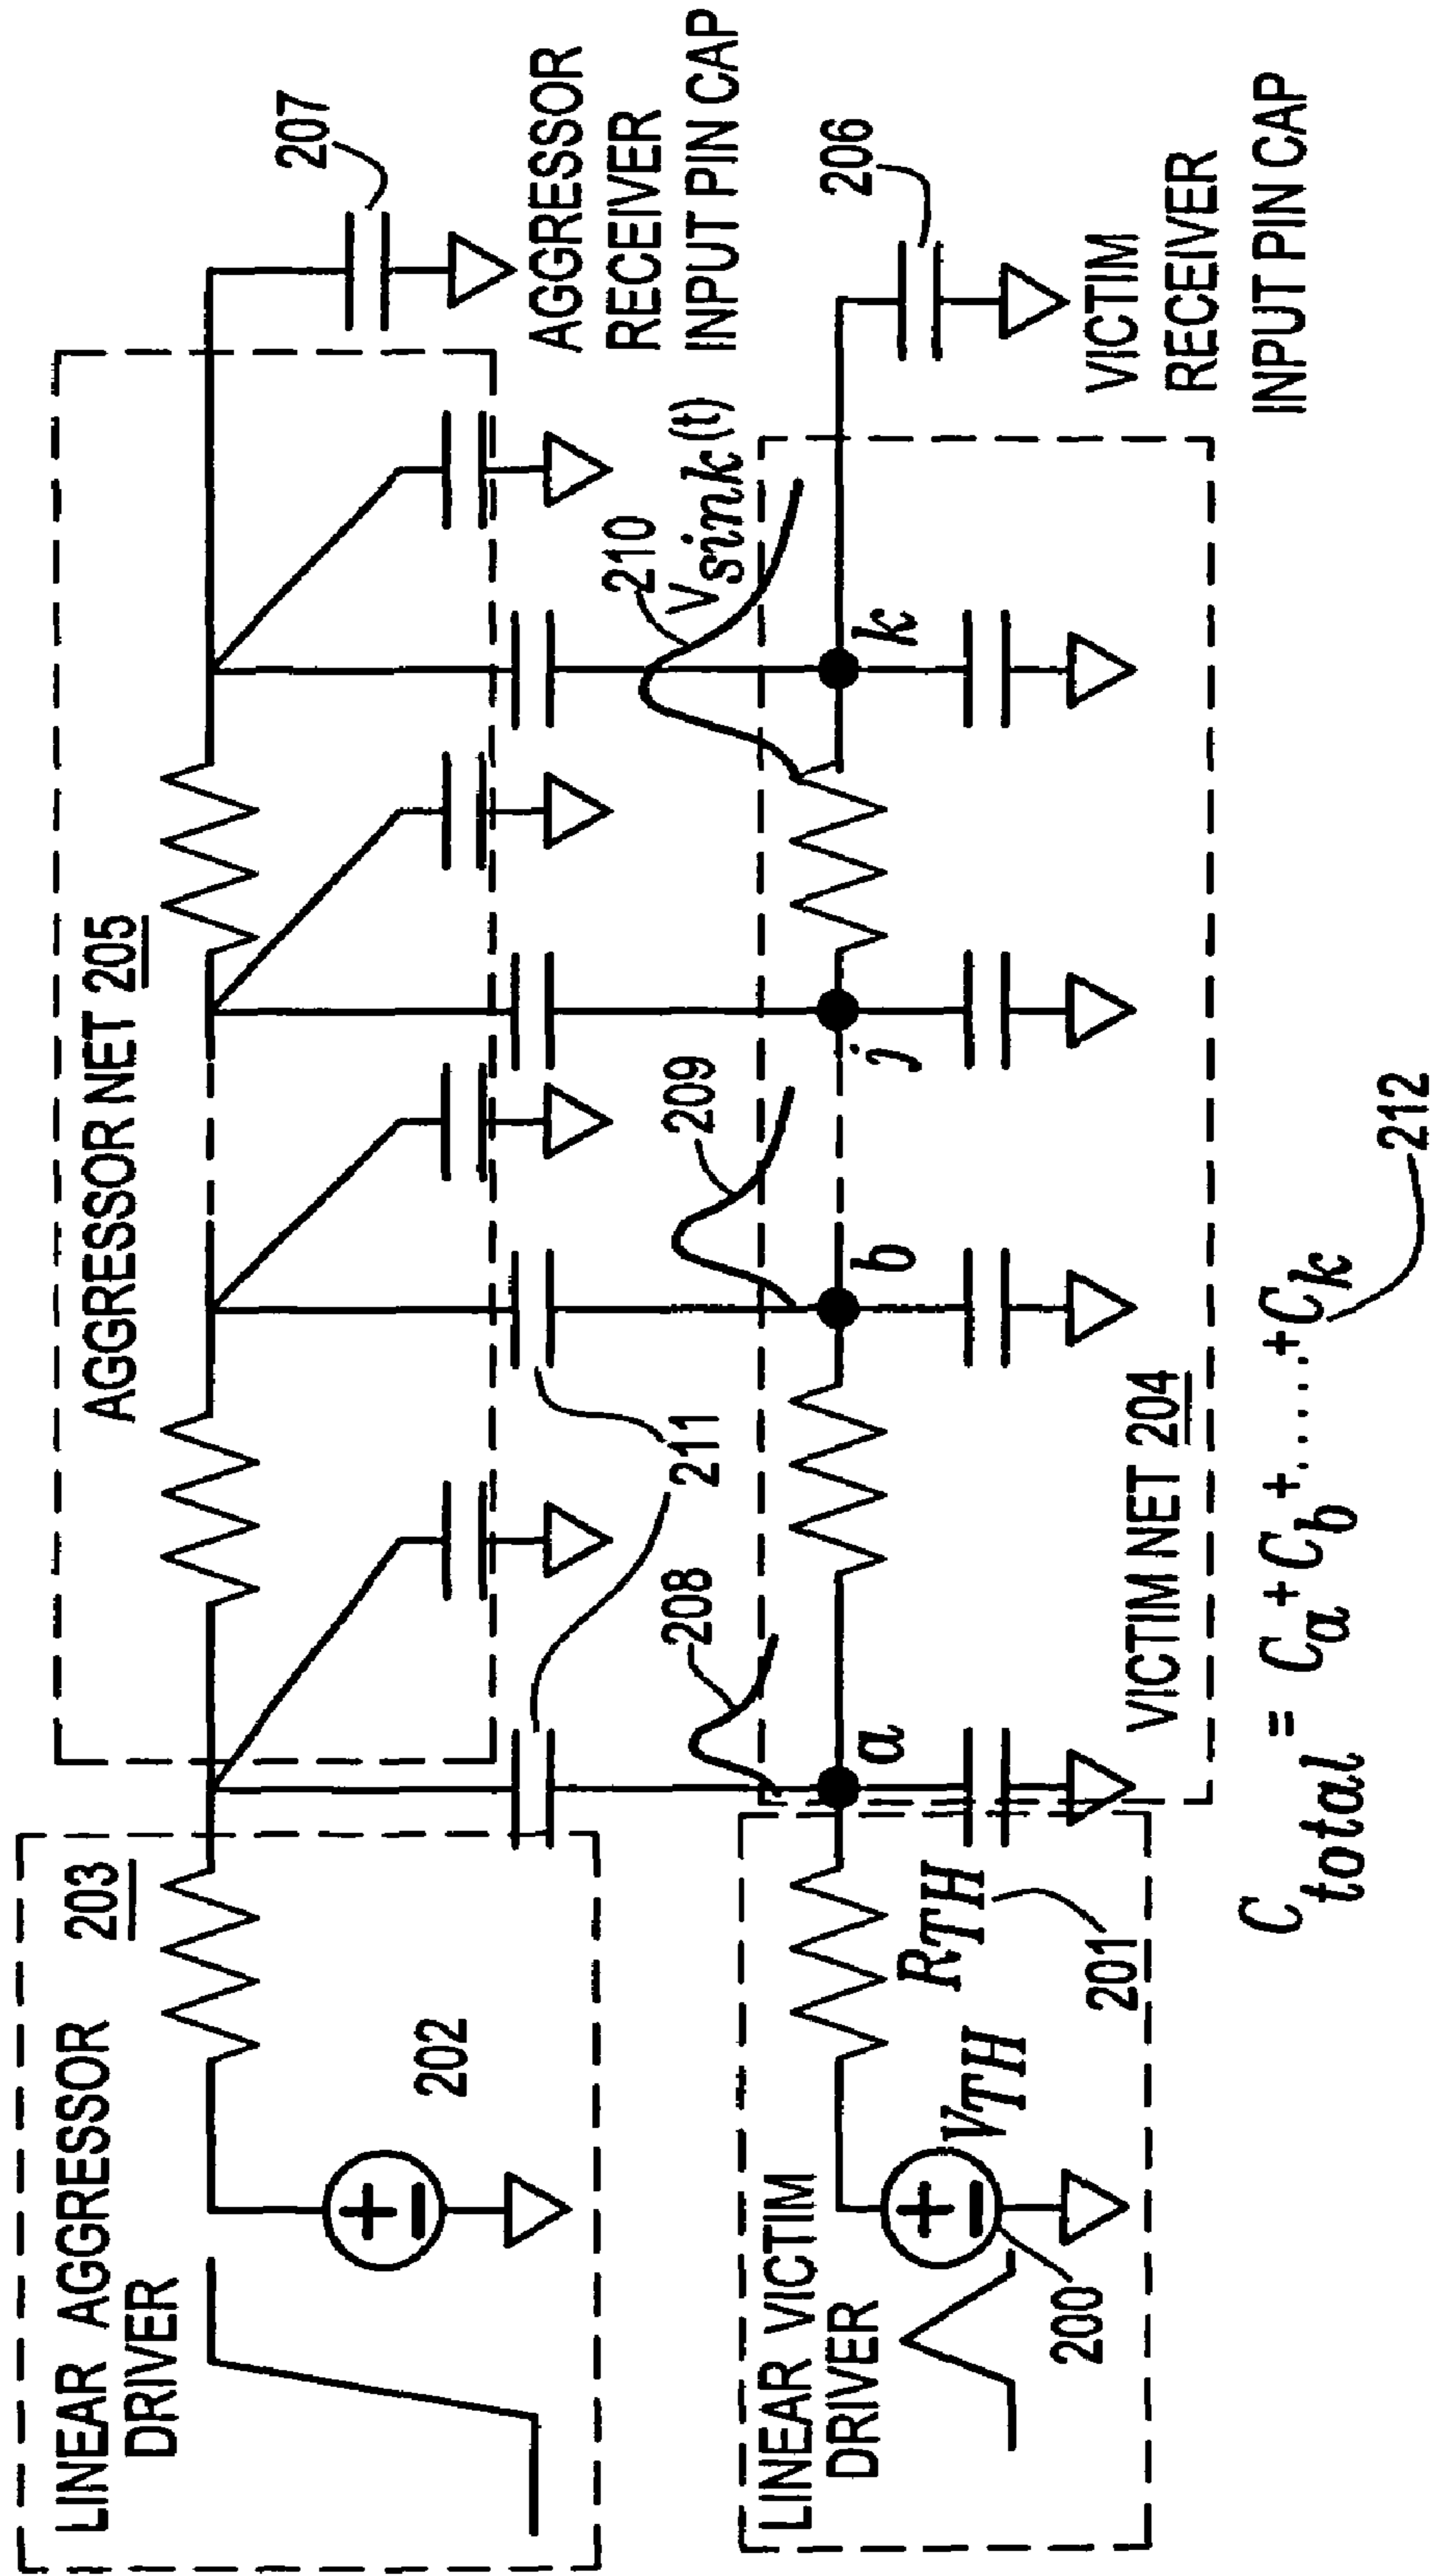 LINEAR AGGRESSOR
DRIVER
203
202
AGGRESSOR NET 205
207
AGGRESSOR
RECEIVER
INPUT PIN CAP
211
208
209
210
Vsink(t)
LINEAR VICTIM
DRIVER
200
VTH
RTH
201
a
b
j
k
VICTIM NET 204
206
VICTIM
RECEIVER
INPUT PIN CAP
Ctotal = Ca + Cb + ...... + Ck
212